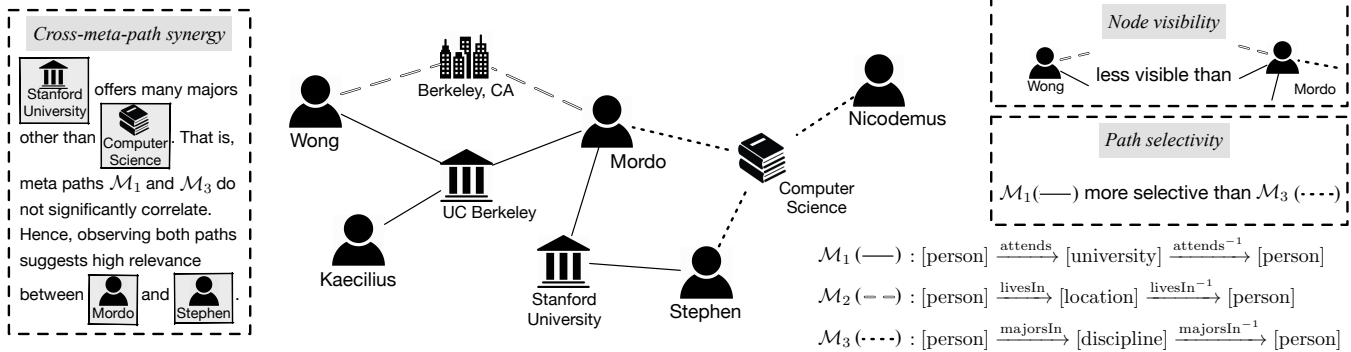 Cross-meta-path synergy
Stanford
University
offers many majors
other than
Computer
Science
. That is,
meta paths ℳ₁ and ℳ₃ do
not significantly correlate.
Hence, observing both paths
suggests high relevance
between
Mordo
and
Stephen
.
Berkeley, CA
Wong
Mordo
Nicodemus
UC Berkeley
Computer
Science
Kaecilius
Stanford
University
Stephen
Node visibility
Wong
less visible than
Mordo
Path selectivity
ℳ₁(——) more selective than ℳ₃ (·····)
ℳ₁(——) : [person] —attends→ [university] —attends⁻¹→ [person]
ℳ₂(– –) : [person] —livesIn→ [location] —livesIn⁻¹→ [person]
ℳ₃(·····) : [person] —majorsIn→ [discipline] —majorsIn⁻¹→ [person]